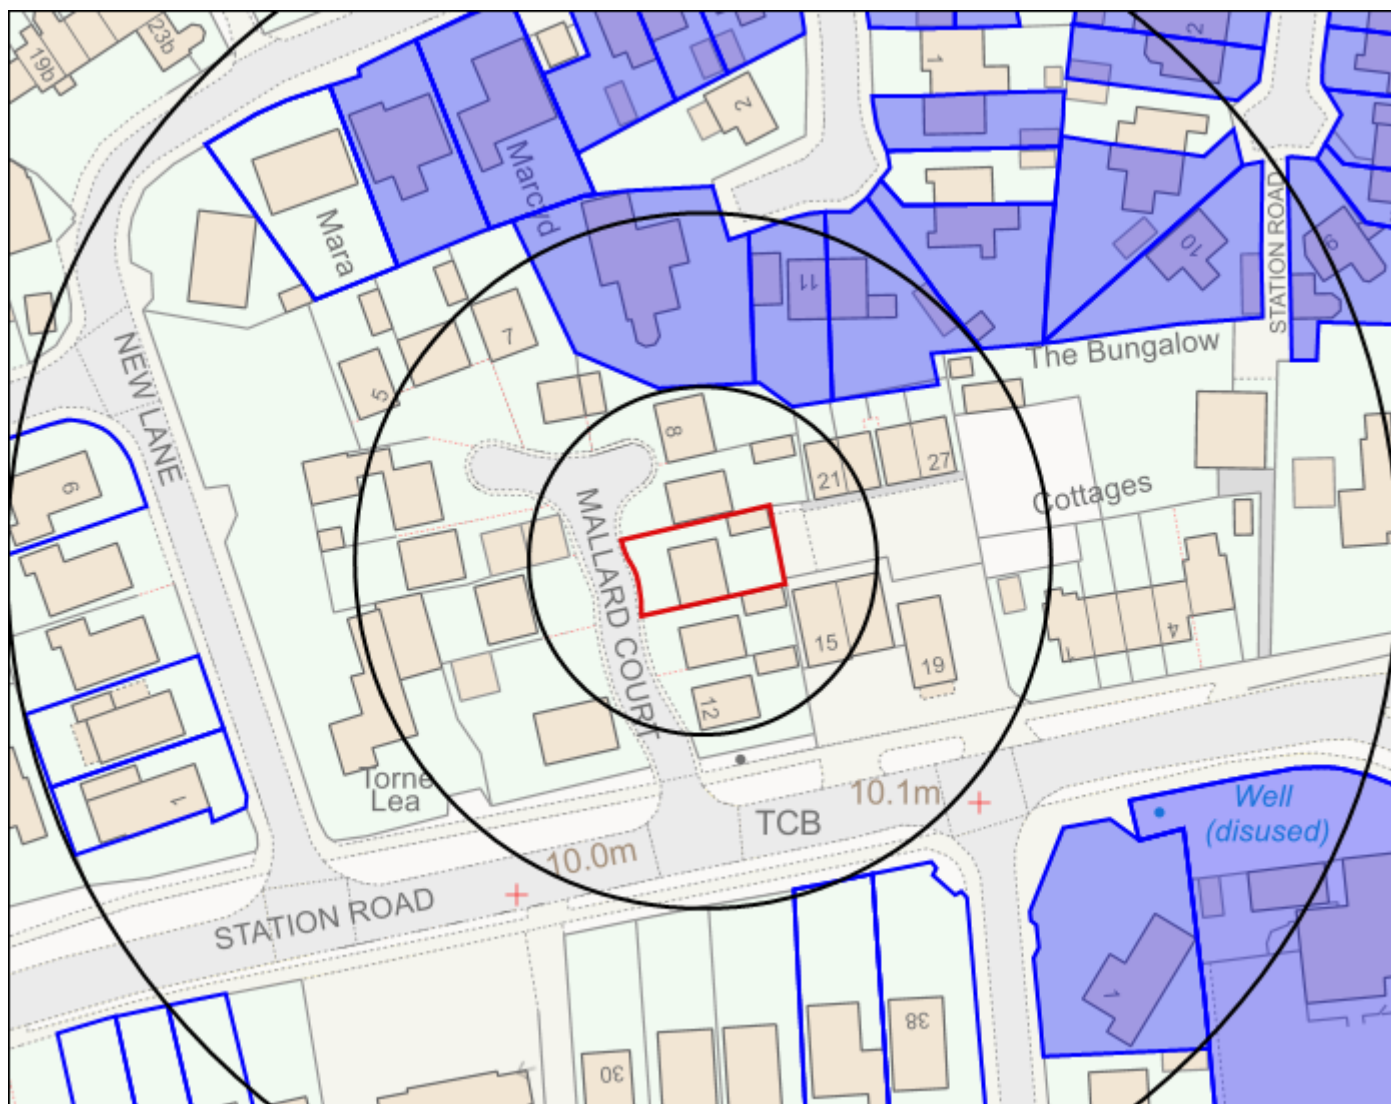 19b
23b
2
1
2
Marcyd
Mara
STATION ROAD
10
9
11
7
5
The Bungalow
NEW LANE
8
21
27
Cottages
6
MALLARD COURT
15
19
4
12
1
Torne
Lea
TCB
10.1m
10.0m
Well
(disused)
STATION ROAD
1
38
30